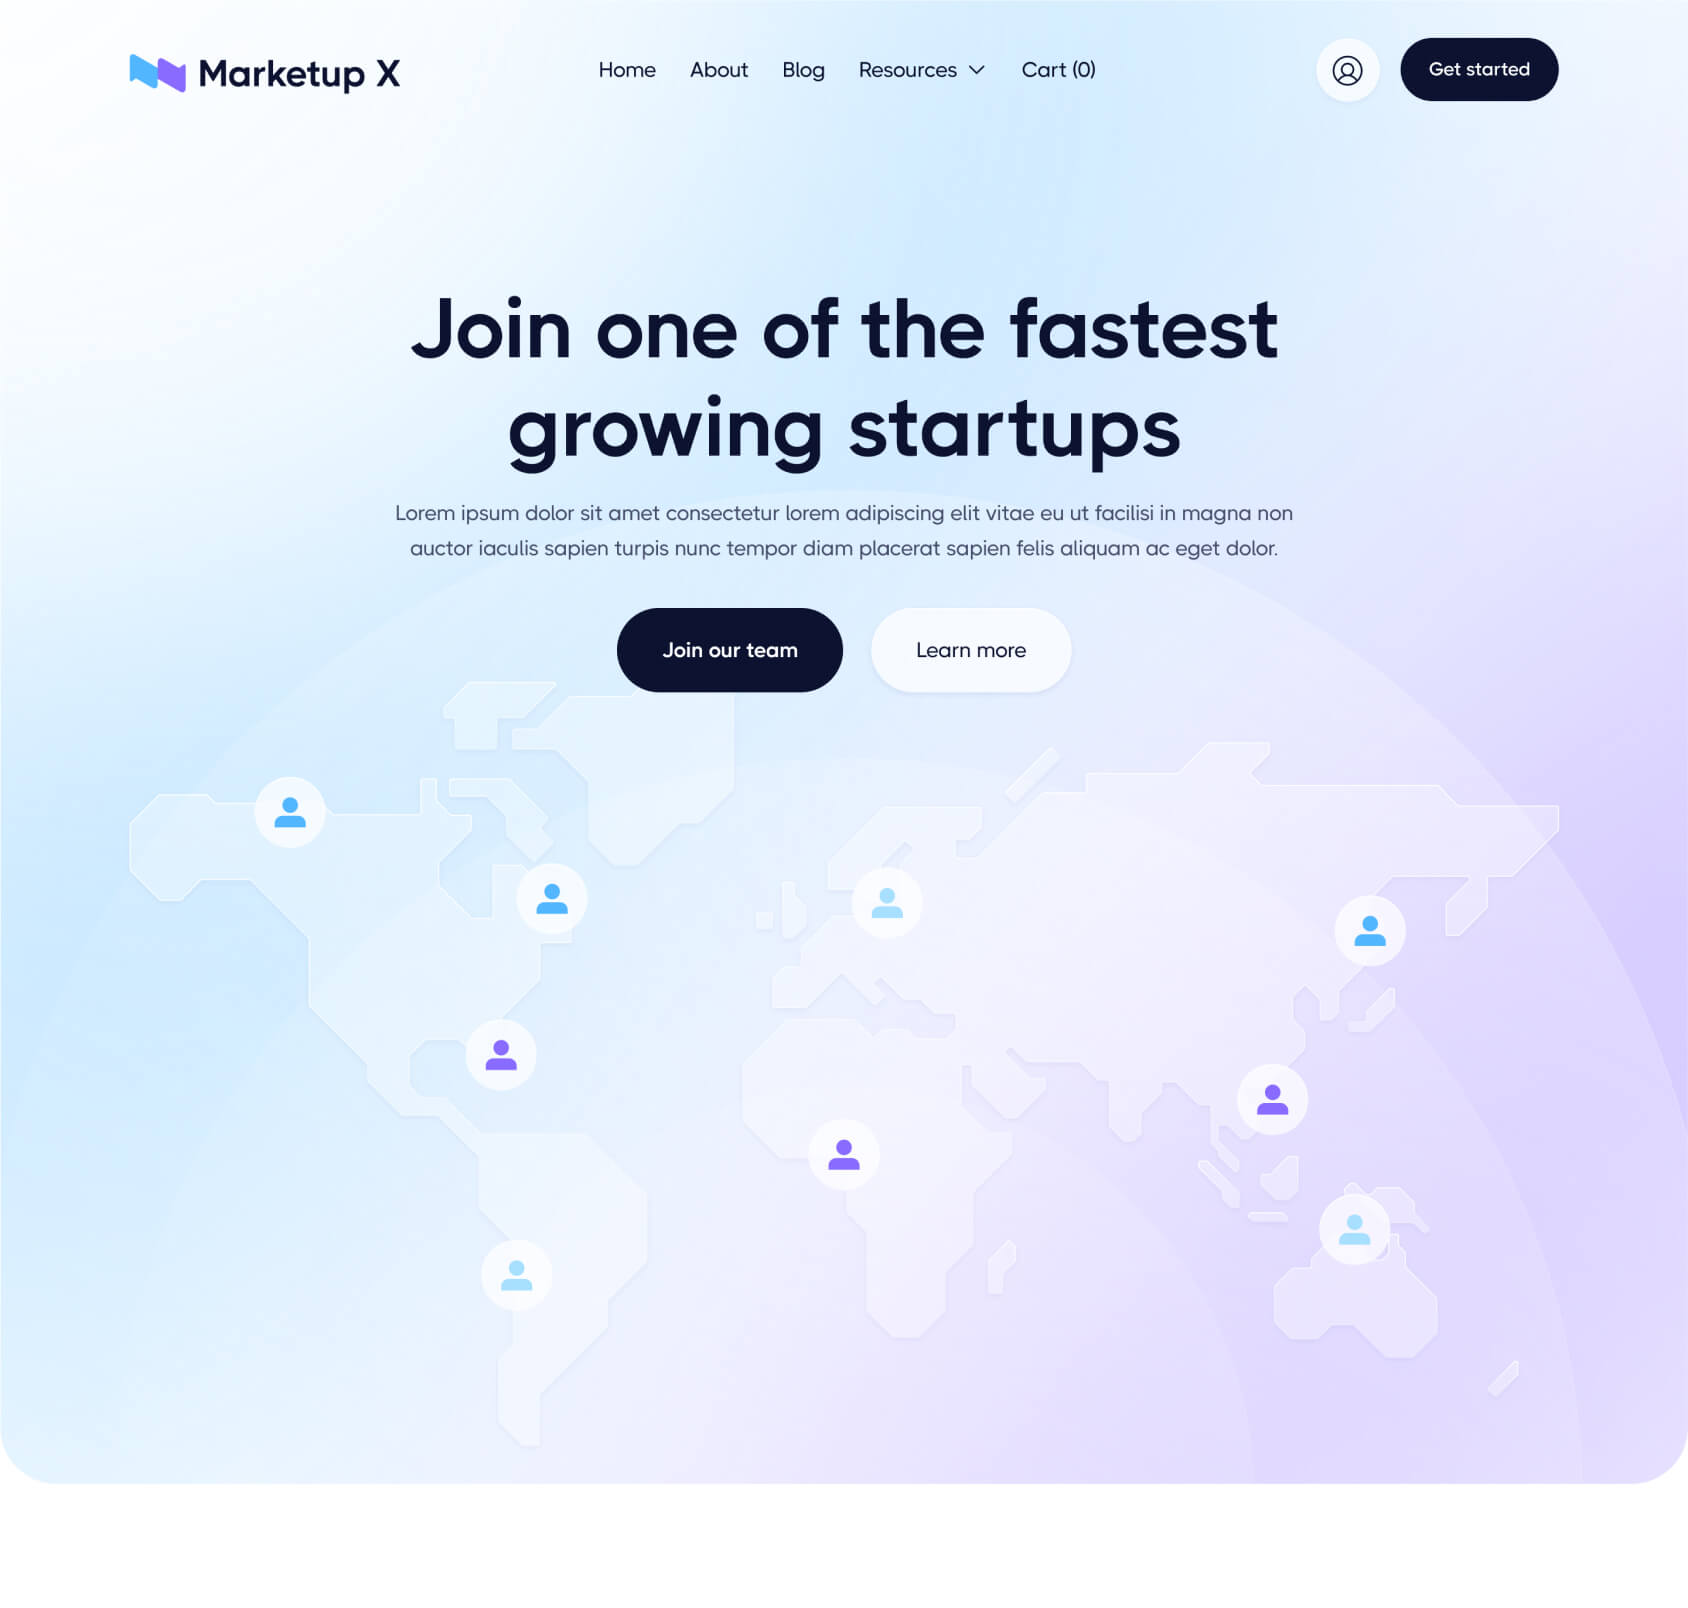 Marketup X
Home
About
Blog
Resources
Cart (0)
Get started
Join one of the fastest
growing startups
Lorem ipsum dolor sit amet consectetur lorem adipiscing elit vitae eu ut facilisi in magna non
auctor iaculis sapien turpis nunc tempor diam placerat sapien felis aliquam ac eget dolor.
Join our team
Learn more